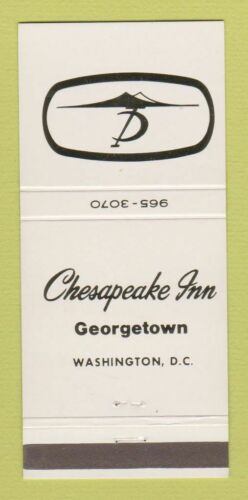 965-3070
Chesapeake Inn
Georgetown
WASHINGTON, D.C.